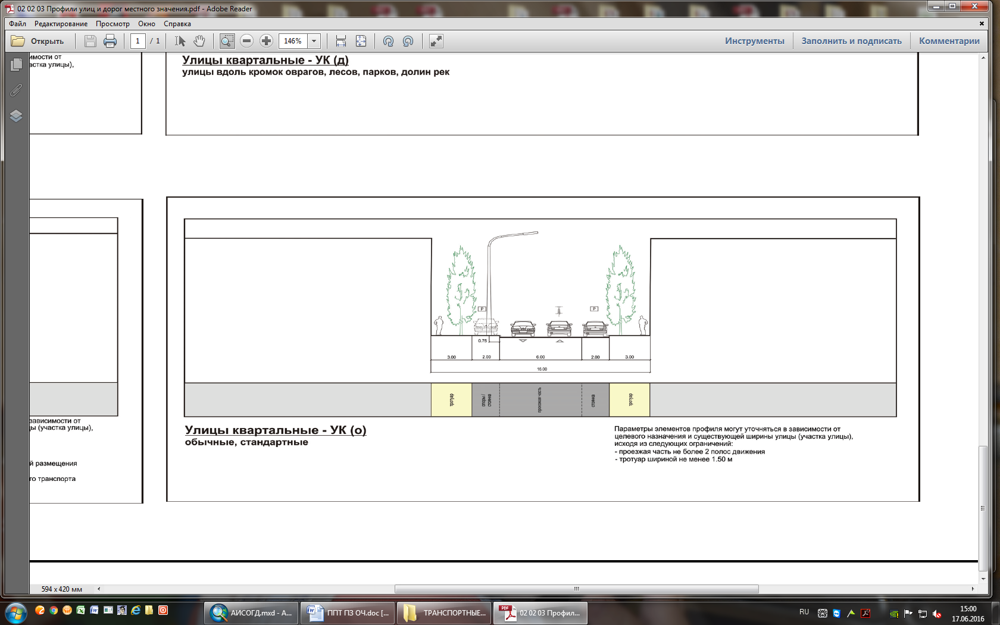 02 02 03 Профили улиц и дорог местного значения.pdf - Adobe Reader
Файл Редактирование Просмотр Окно Справка
Открыть 1 / 1 146% Инструменты Заполнить и подписать Комментарии
имости от
астка улицы),
Улицы квартальные - УК (д)
улицы вдоль кромок оврагов, лесов, парков, долин рек
P P
0.75
3.00 2.00 6.00 2.00 3.00
16.00
тротуар
опоры /
стоянка
проезжая часть
стоянка
тротуар
зависимости от
ы (участка улицы),
й размещения
го транспорта
Улицы квартальные - УК (о)
обычные, стандартные
Параметры элементов профиля могут уточняться в зависимости от
целевого назначения и существующей ширины улицы (участка улицы),
исходя из следующих ограничений:
- проезжая часть не более 2 полос движения
- тротуар шириной не менее 1.50 м
594 x 420 мм
АИСОГД.mxd - A... ППТ ПЗ ОЧ.doc [... ТРАНСПОРТНЫЕ... 02 02 03 Профил... RU 15:00
17.06.2016